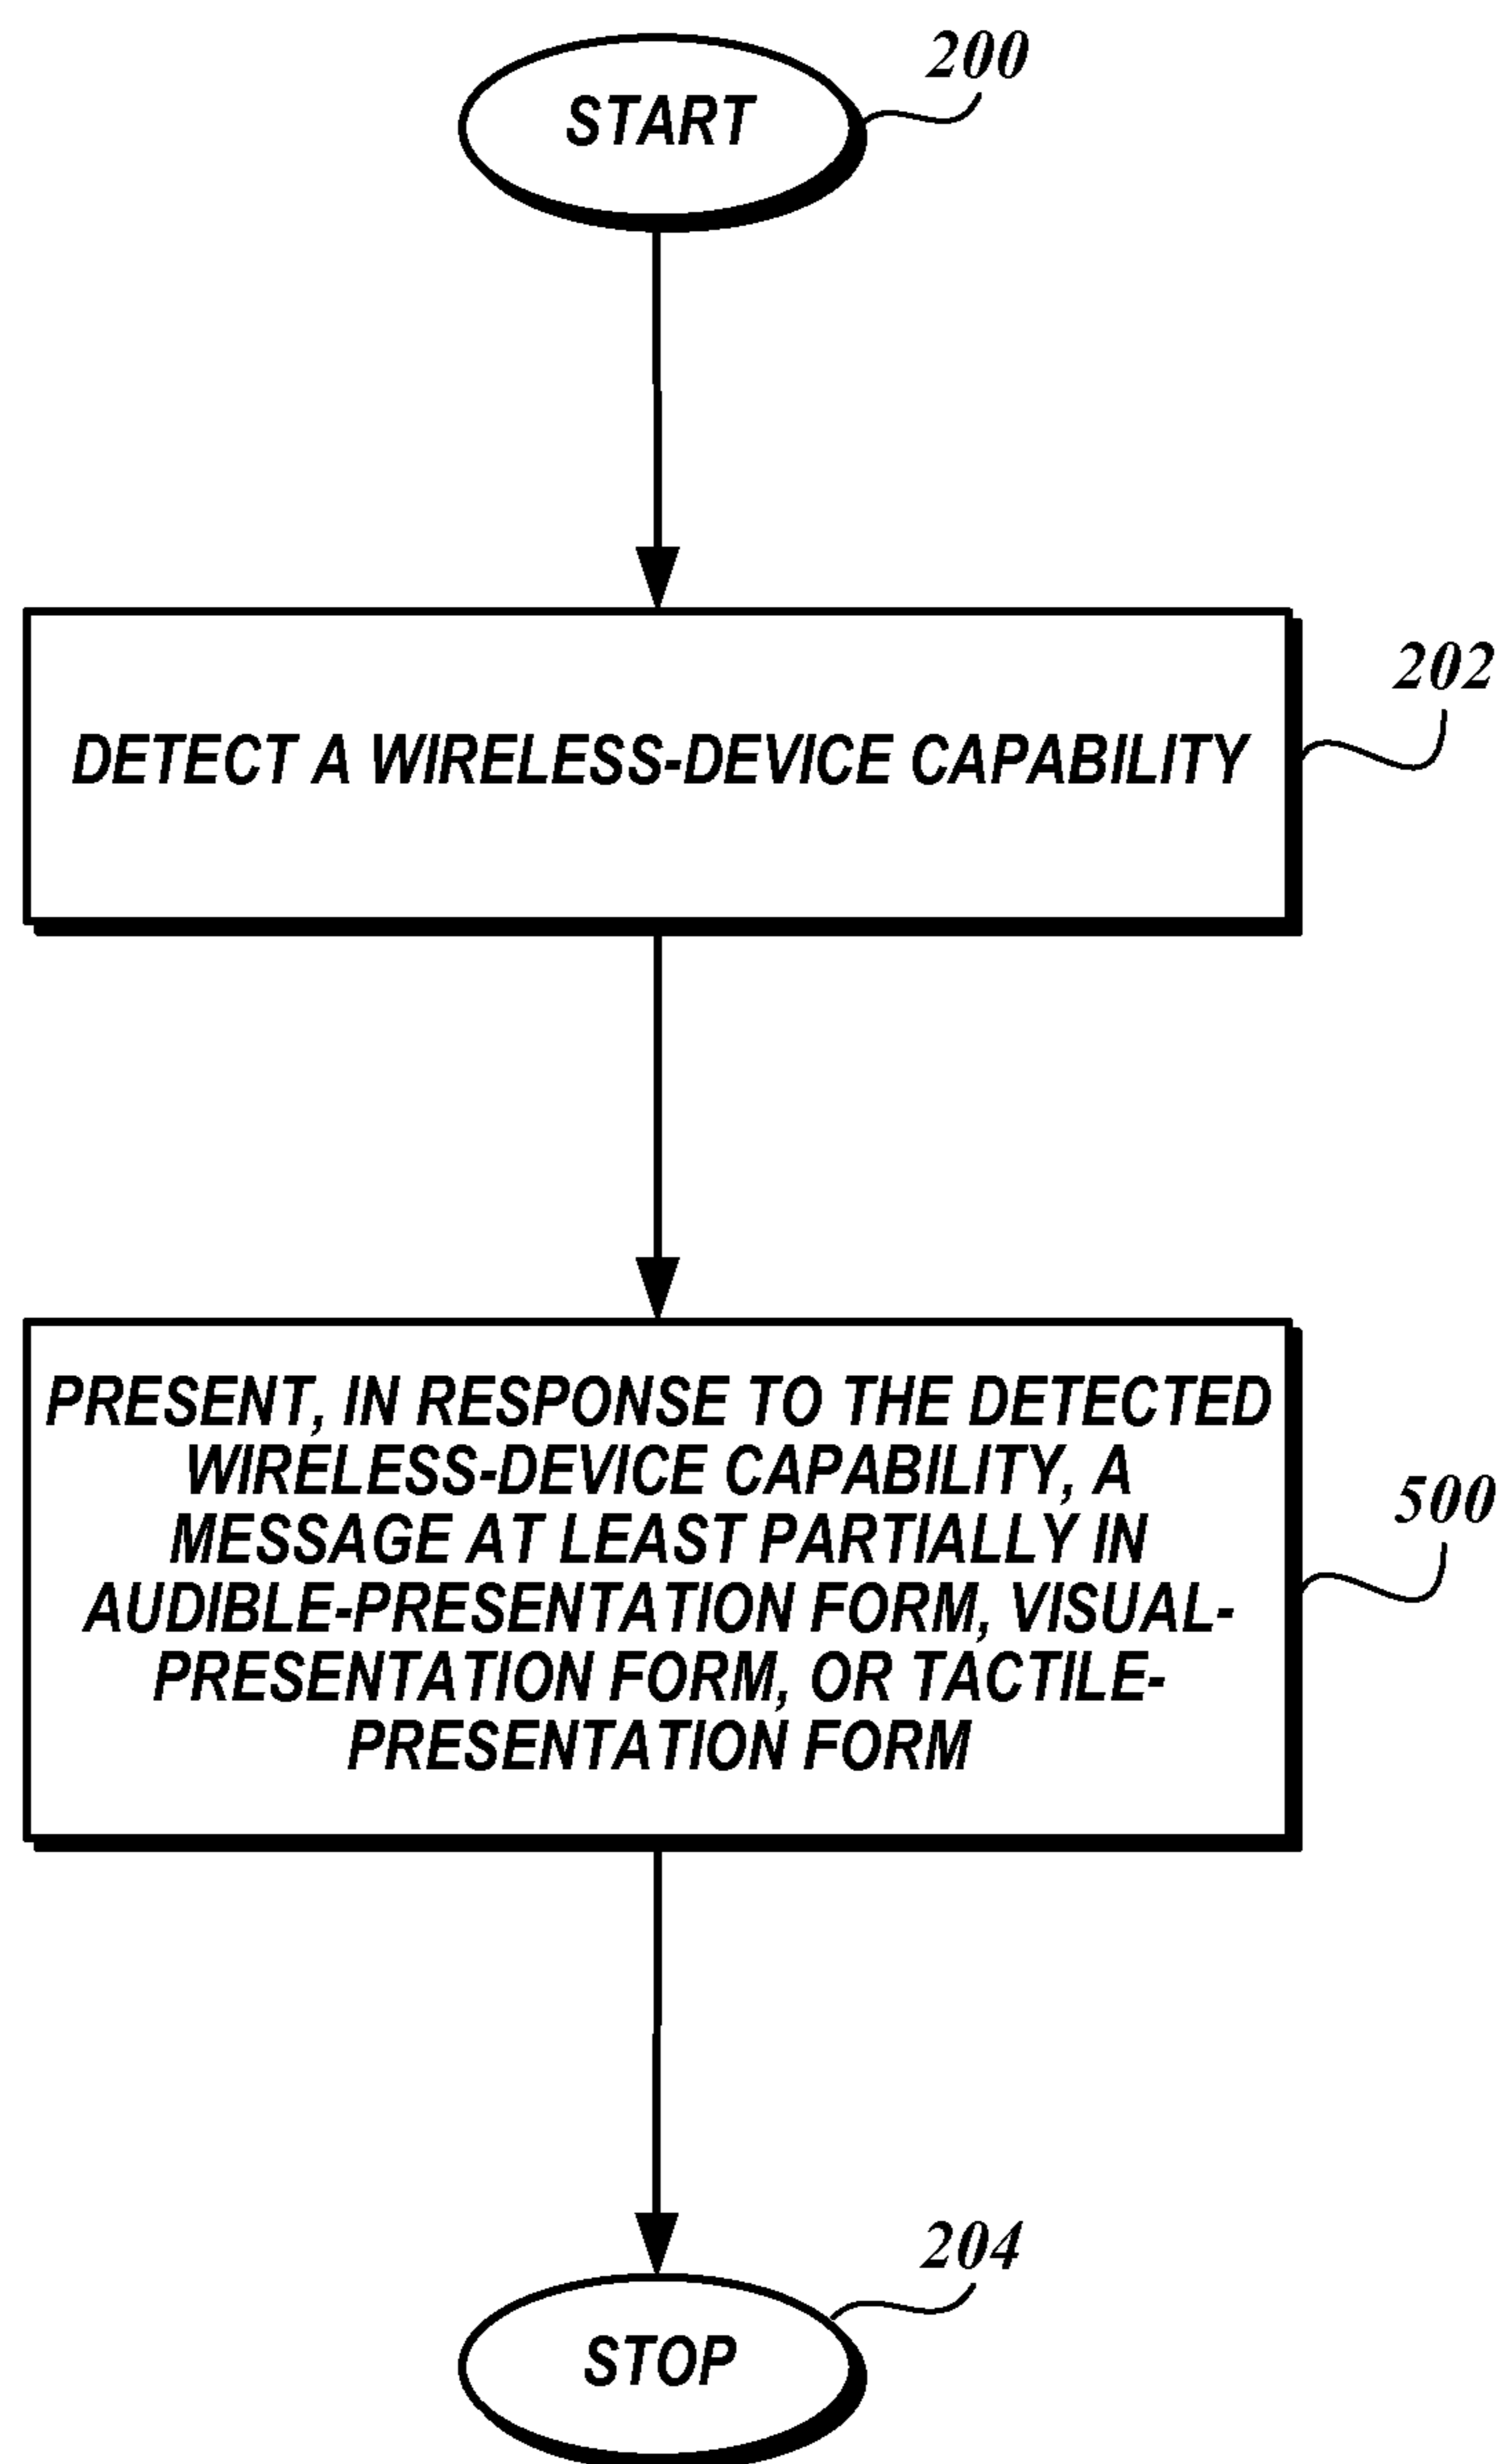 200
START
202
DETECT A WIRELESS-DEVICE CAPABILITY
PRESENT, IN RESPONSE TO THE DETECTED
WIRELESS-DEVICE CAPABILITY, A
MESSAGE AT LEAST PARTIALLY IN
AUDIBLE-PRESENTATION FORM, VISUAL-
PRESENTATION FORM, OR TACTILE-
PRESENTATION FORM
500
204
STOP